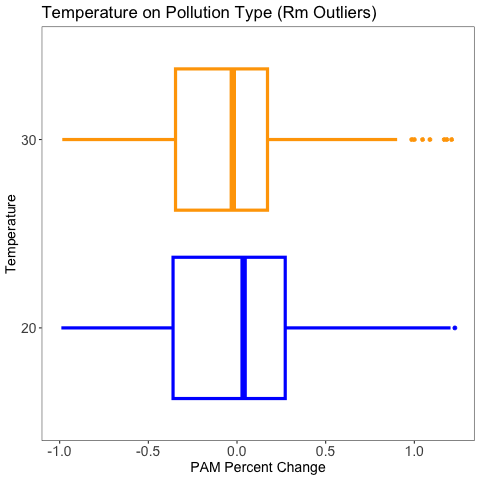 Temperature on Pollution Type (Rm Outliers)
Temperature
30
20
-1.0 -0.5 0.0 0.5 1.0
PAM Percent Change